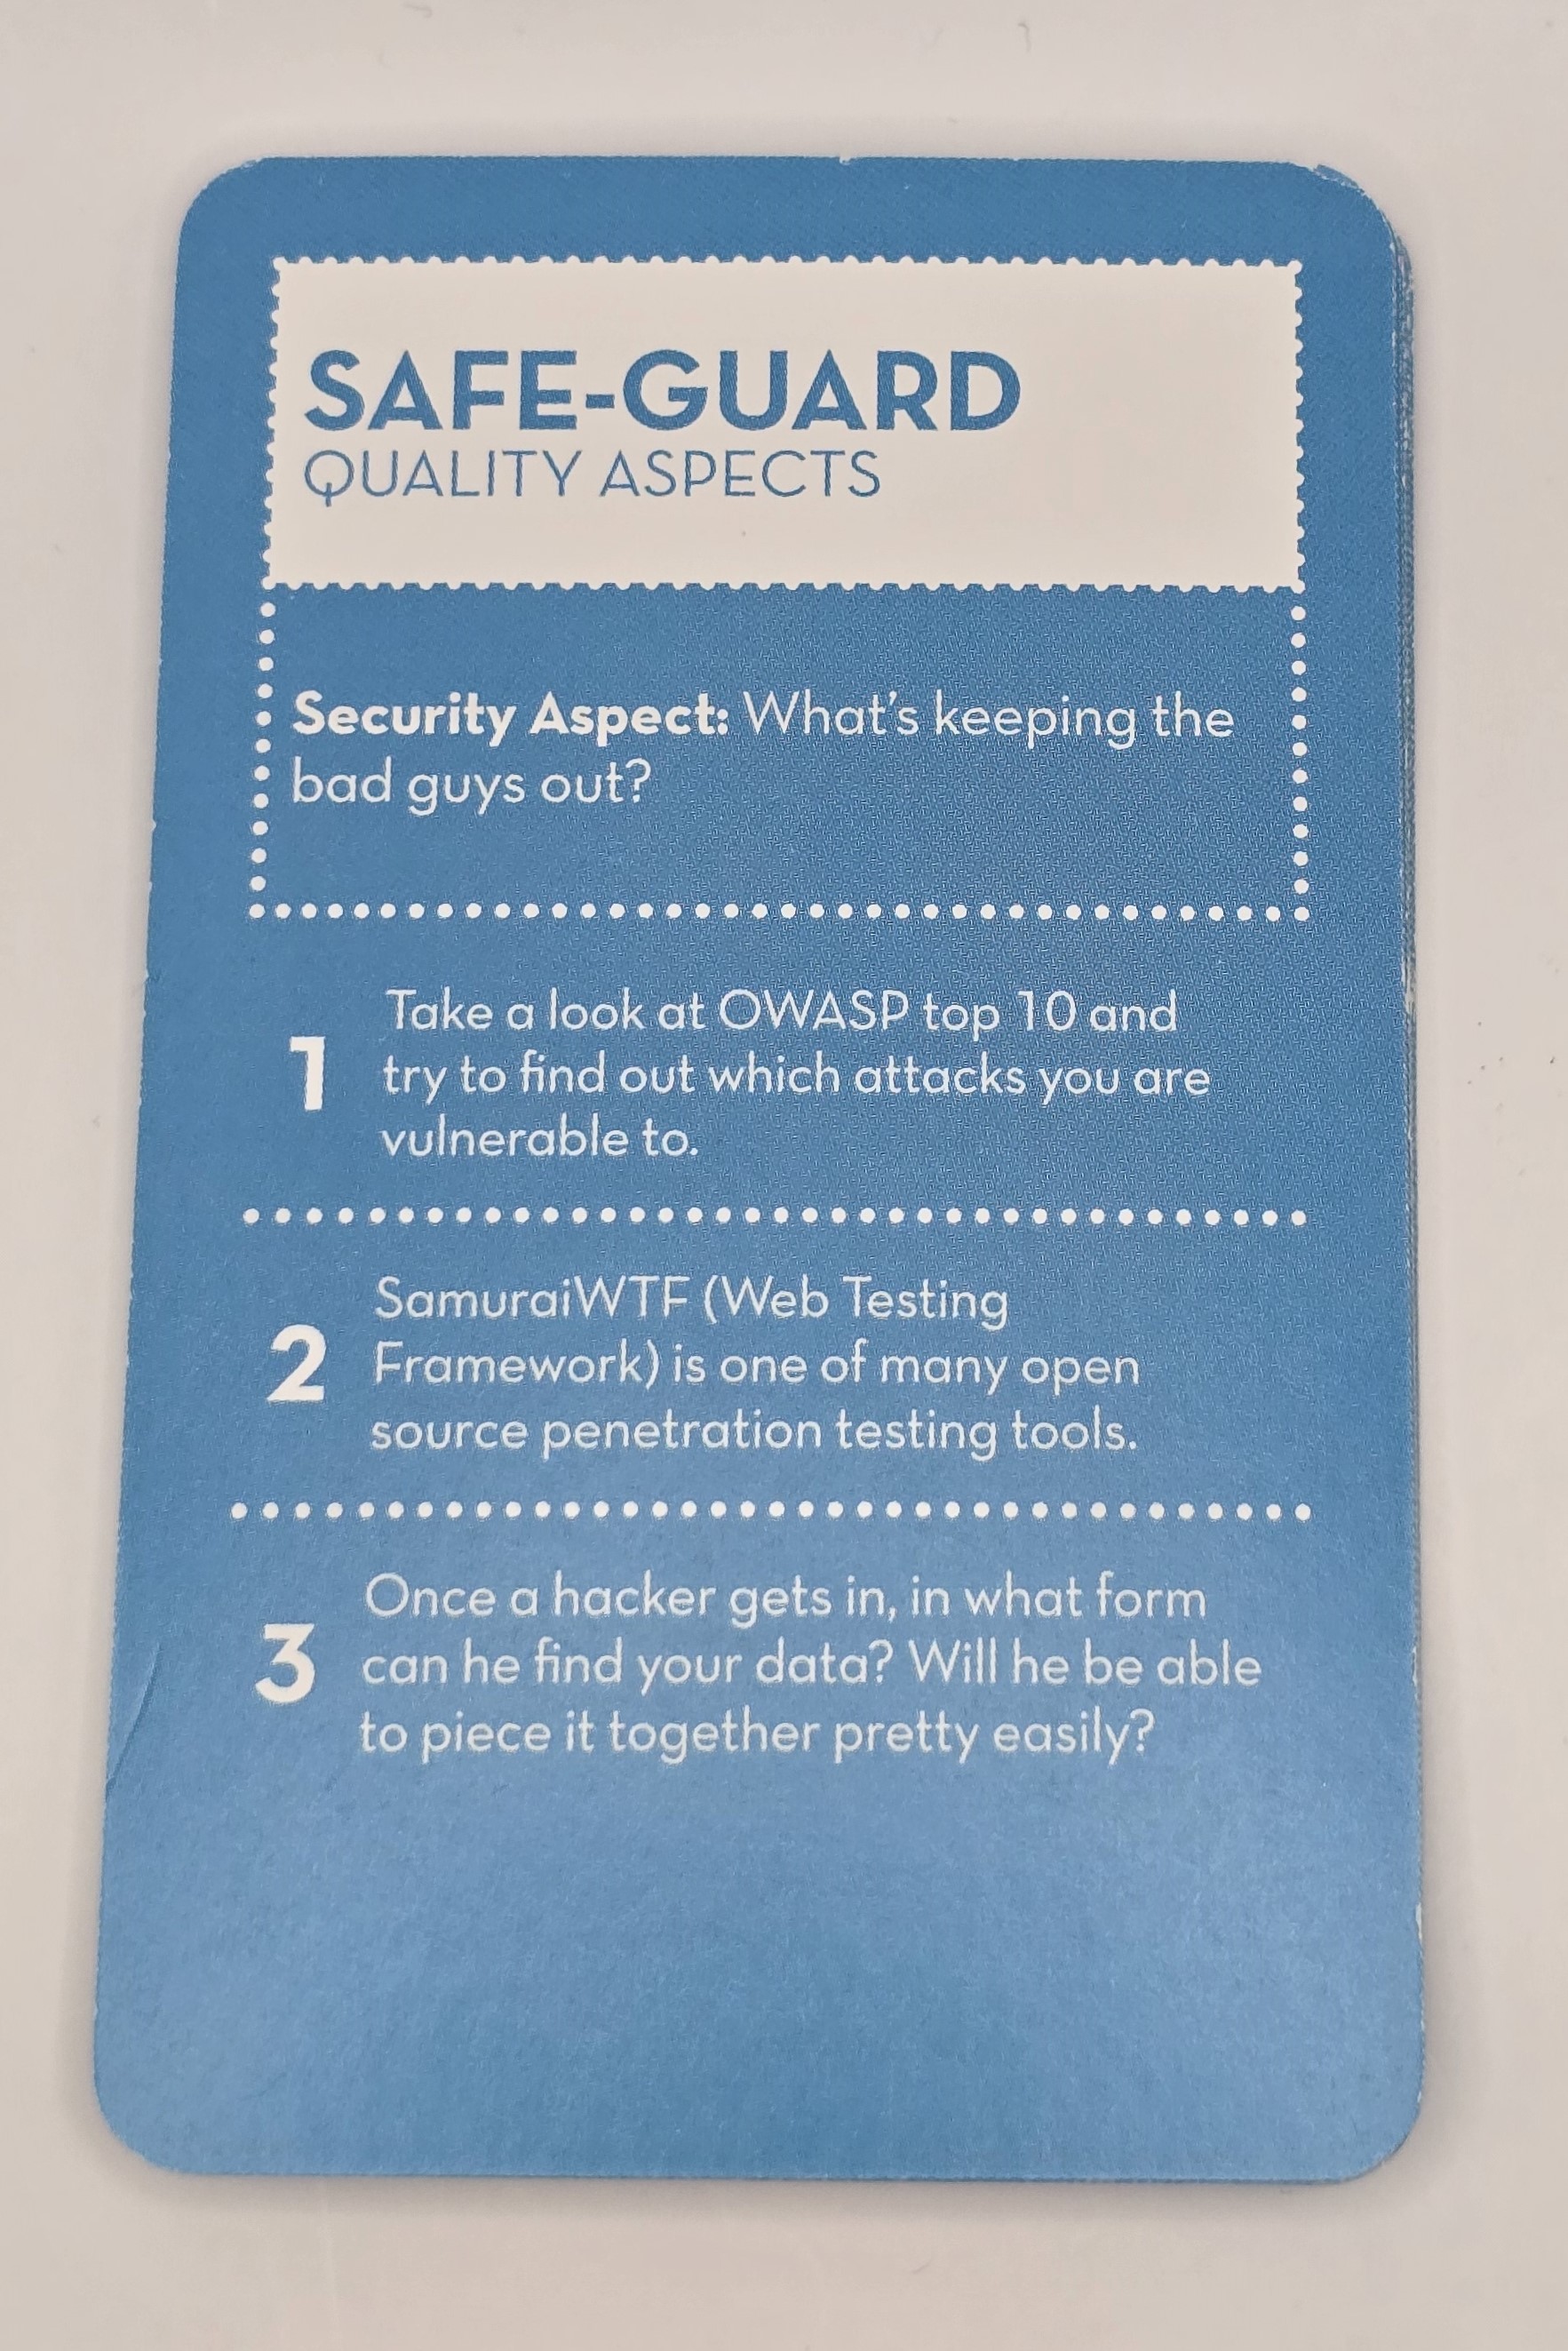 SAFE-GUARD
QUALITY ASPECTS
Security Aspect: What's keeping the
bad guys out?
1
Take a look at OWASP top 10 and
try to find out which attacks you are
vulnerable to.
2
SamuraiWTF (Web Testing
Framework) is one of many open
source penetration testing tools.
3
Once a hacker gets in, in what form
can he find your data? Will he be able
to piece it together pretty easily?